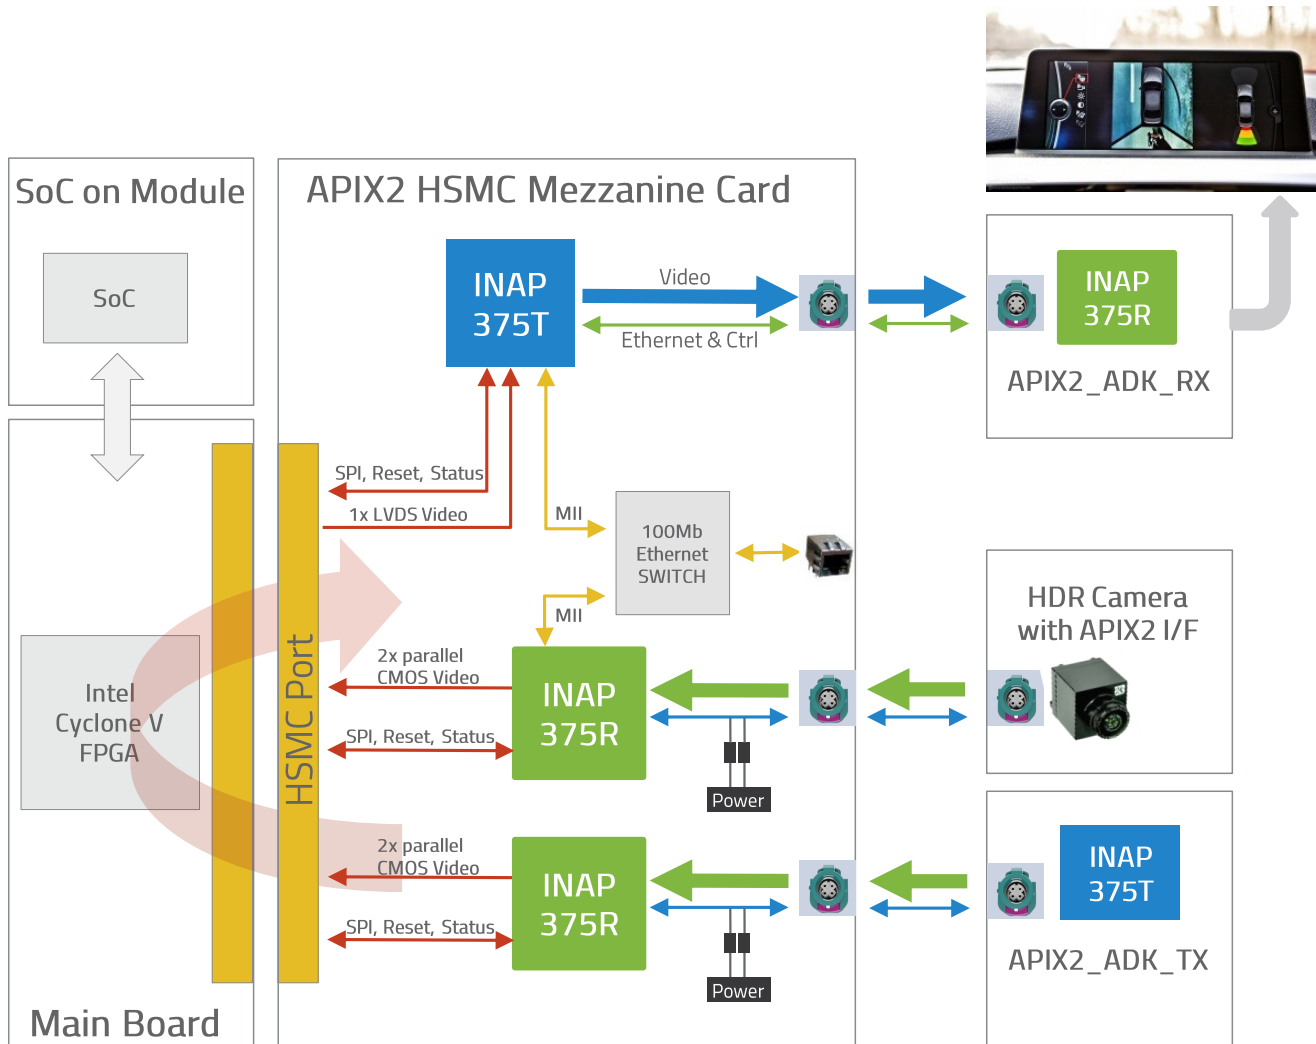 SoC on Module
SoC
APIX2 HSMC Mezzanine Card
INAP
375T
Video
Ethernet & Ctrl
INAP
375R
APIX2_ADK_RX
SPI, Reset, Status
1x LVDS Video
MII
100Mb
Ethernet
SWITCH
MII
HDR Camera
with APIX2 I/F
Intel
Cyclone V
FPGA
HSMC Port
2x parallel
CMOS Video
SPI, Reset, Status
INAP
375R
Power
2x parallel
CMOS Video
SPI, Reset, Status
INAP
375R
Power
INAP
375T
APIX2_ADK_TX
Main Board